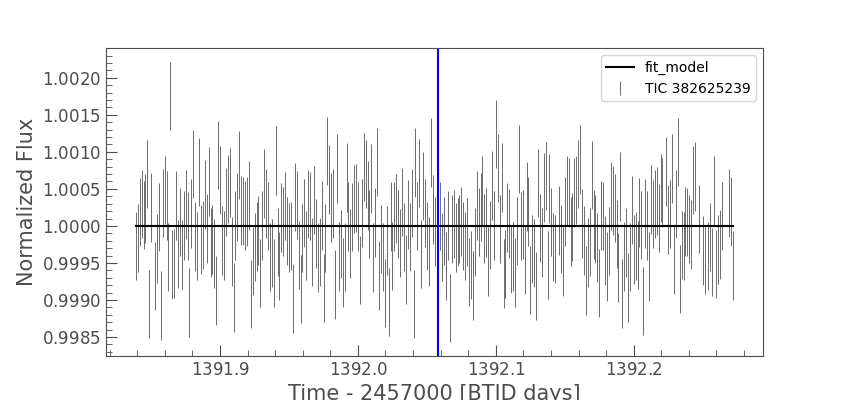 fit_model
TIC 382625239
1.0020
1.0015
1.0010
1.0005
1.0000
0.9995
0.9990
0.9985
Normalized Flux
1391.9 1392.0 1392.1 1392.2
Time - 2457000 [BTJD days]